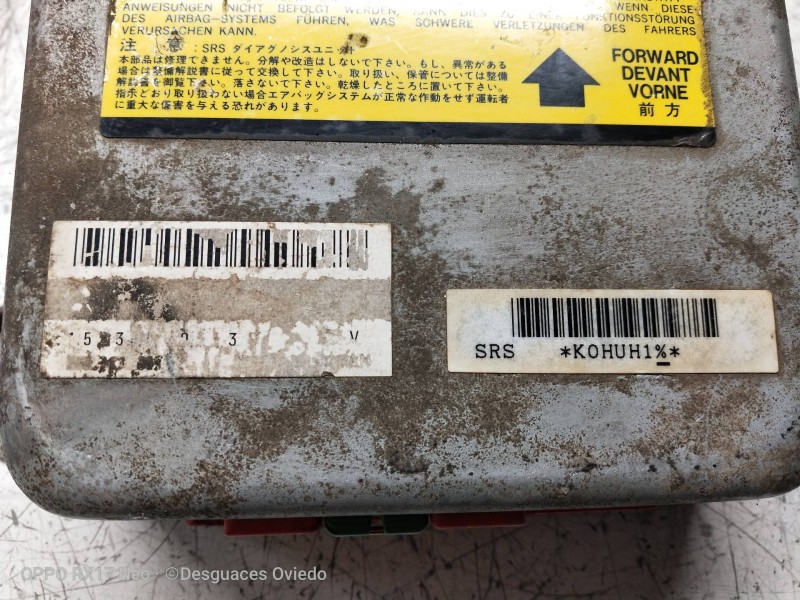 ANWEISUNGEN NICHT BEFOLGT WERDEN, KANN DIES ZU EINER FUNKTIONSSTÖRUNG
DES AIRBAG-SYSTEMS FÜHREN, WAS SCHWERE VERLETZUNGEN DES FAHRERS
VERURSACHEN KANN.
注 意 : SRS ダイアグノシスユニット
本部品は修理できません。分解や改造はしないで下さい。もし、異常がある
場合は整備解説書に従って交換して下さい。取り扱い、保管については整備
解説書を御覧下さい。落さないで下さい。乾燥したところに置いて下さい。
指示どおり取り扱わない場合エアバッグシステムが正常な作動をせず運転者
に重大な傷害を与える恐れがあります。
FORWARD
DEVANT
VORNE
前方
SRS *K0HUH1%*
©Desguaces Oviedo